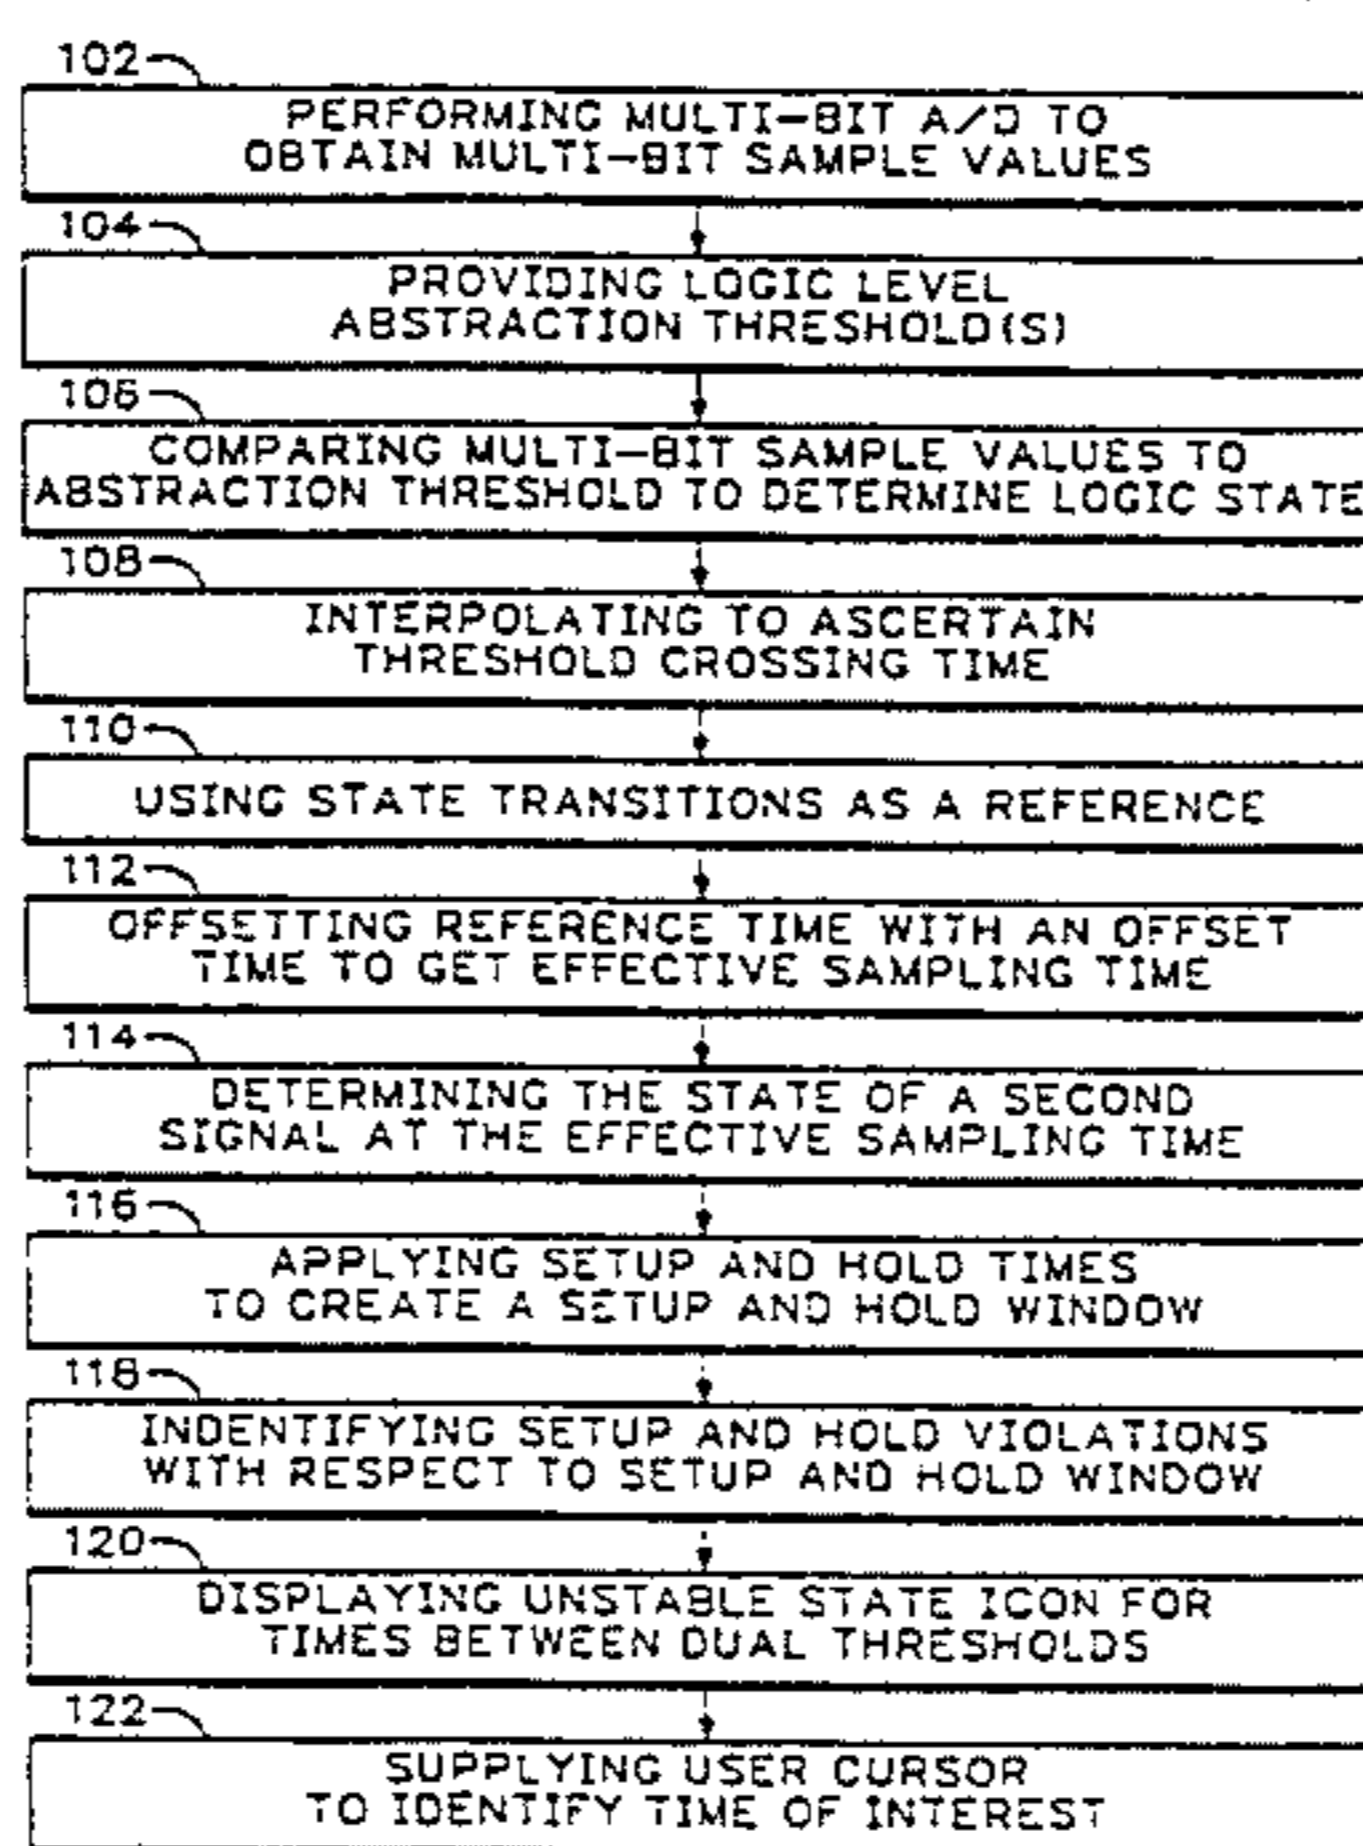 102
PERFORMING MULTI-BIT A/D TO
OBTAIN MULTI-BIT SAMPLE VALUES
104
PROVIDING LOGIC LEVEL
ABSTRACTION THRESHOLD(S)
106
COMPARING MULTI-BIT SAMPLE VALUES TO
ABSTRACTION THRESHOLD TO DETERMINE LOGIC STATE
108
INTERPOLATING TO ASCERTAIN
THRESHOLD CROSSING TIME
110
USING STATE TRANSITIONS AS A REFERENCE
112
OFFSETTING REFERENCE TIME WITH AN OFFSET
TIME TO GET EFFECTIVE SAMPLING TIME
114
DETERMINING THE STATE OF A SECOND
SIGNAL AT THE EFFECTIVE SAMPLING TIME
116
APPLYING SETUP AND HOLD TIMES
TO CREATE A SETUP AND HOLD WINDOW
118
INDENTIFYING SETUP AND HOLD VIOLATIONS
WITH RESPECT TO SETUP AND HOLD WINDOW
120
DISPLAYING UNSTABLE STATE ICON FOR
TIMES BETWEEN DUAL THRESHOLDS
122
SUPPLYING USER CURSOR
TO IDENTIFY TIME OF INTEREST